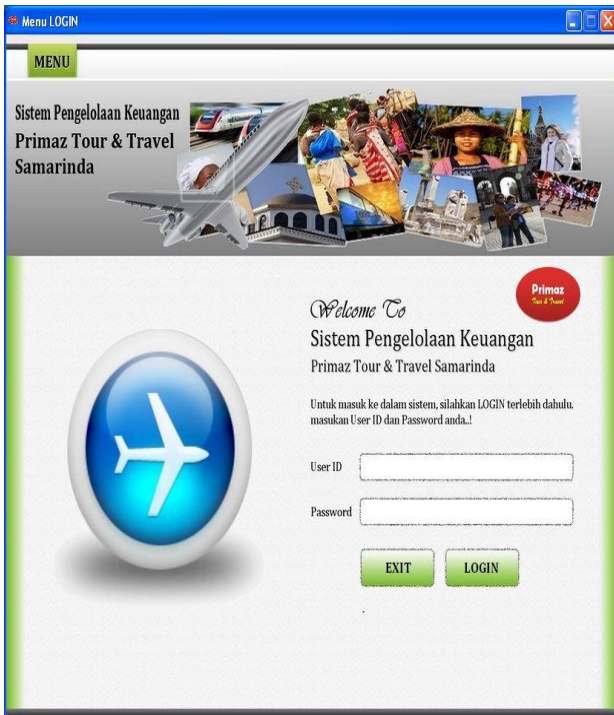 Menu LOGIN
MENU
Sistem Pengelolaan Keuangan
Primaz Tour & Travel
Samarinda
Primaz
Tour & Travel
Welcome To
Sistem Pengelolaan Keuangan
Primaz Tour & Travel Samarinda
Untuk masuk ke dalam sistem, silahkan LOGIN terlebih dahulu.
masukan User ID dan Password anda..!
User ID
Password
EXIT
LOGIN